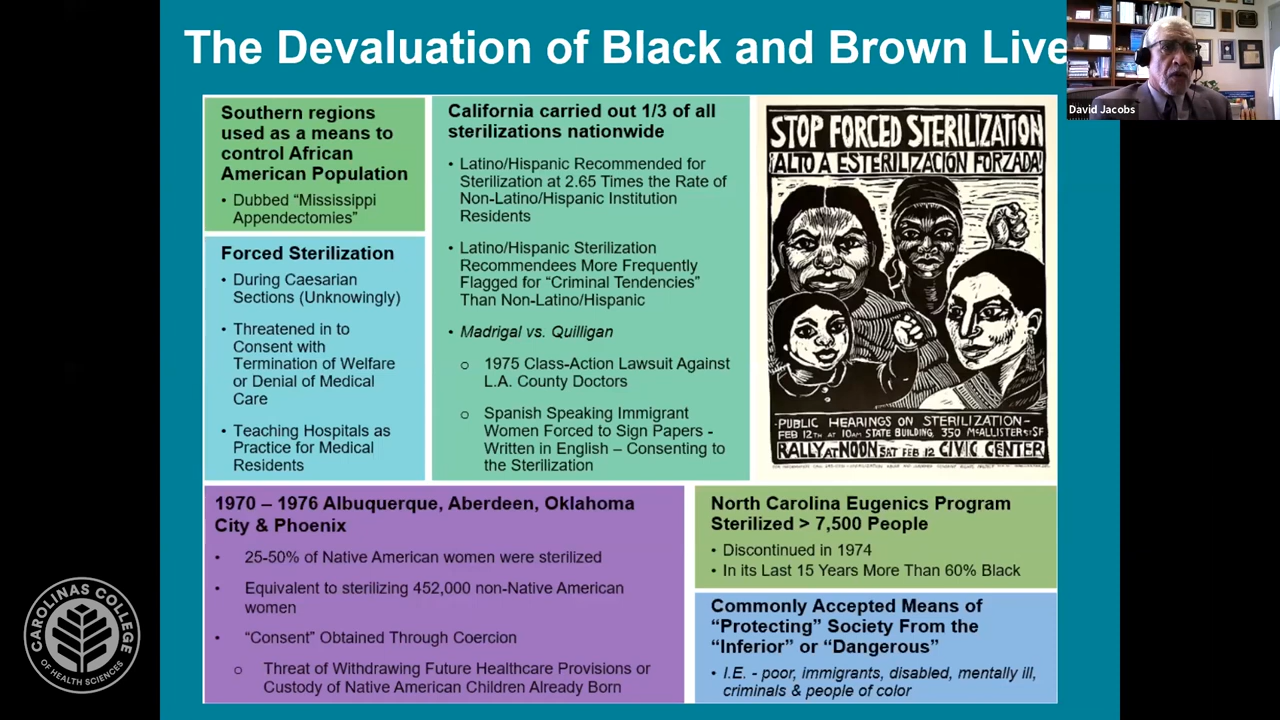 The Devaluation of Black and Brown Live
David Jacobs
Southern regions
used as a means to
control African
American Population
• Dubbed “Mississippi
Appendectomies”
Forced Sterilization
• During Caesarian
Sections (Unknowingly)
• Threatened in to
Consent with
Termination of Welfare
or Denial of Medical
Care
• Teaching Hospitals as
Practice for Medical
Residents
California carried out 1/3 of all
sterilizations nationwide
• Latino/Hispanic Recommended for
Sterilization at 2.65 Times the Rate of
Non-Latino/Hispanic Institution
Residents
• Latino/Hispanic Sterilization
Recommendees More Frequently
Flagged for “Criminal Tendencies”
Than Non-Latino/Hispanic
• Madrigal vs. Quilligan
o 1975 Class-Action Lawsuit Against
L.A. County Doctors
o Spanish Speaking Immigrant
Women Forced to Sign Papers -
Written in English – Consenting to
the Sterilization
STOP FORCED STERILIZATION
¡ALTO A ESTERILIZACIÓN FORZADA!
-PUBLIC HEARINGS ON STERILIZATION-
FEB 12TH AT 10AM STATE BUILDING, 350 McALLISTER ST SF
RALLY AT NOON SAT FEB 12 CIVIC CENTER
1970 – 1976 Albuquerque, Aberdeen, Oklahoma
City & Phoenix
• 25-50% of Native American women were sterilized
• Equivalent to sterilizing 452,000 non-Native American
women
• “Consent” Obtained Through Coercion
o Threat of Withdrawing Future Healthcare Provisions or
Custody of Native American Children Already Born
North Carolina Eugenics Program
Sterilized > 7,500 People
• Discontinued in 1974
• In its Last 15 Years More Than 60% Black
Commonly Accepted Means of
“Protecting” Society From the
“Inferior” or “Dangerous”
• I.E. - poor, immigrants, disabled, mentally ill,
criminals & people of color
CAROLINAS COLLEGE
OF HEALTH SCIENCES